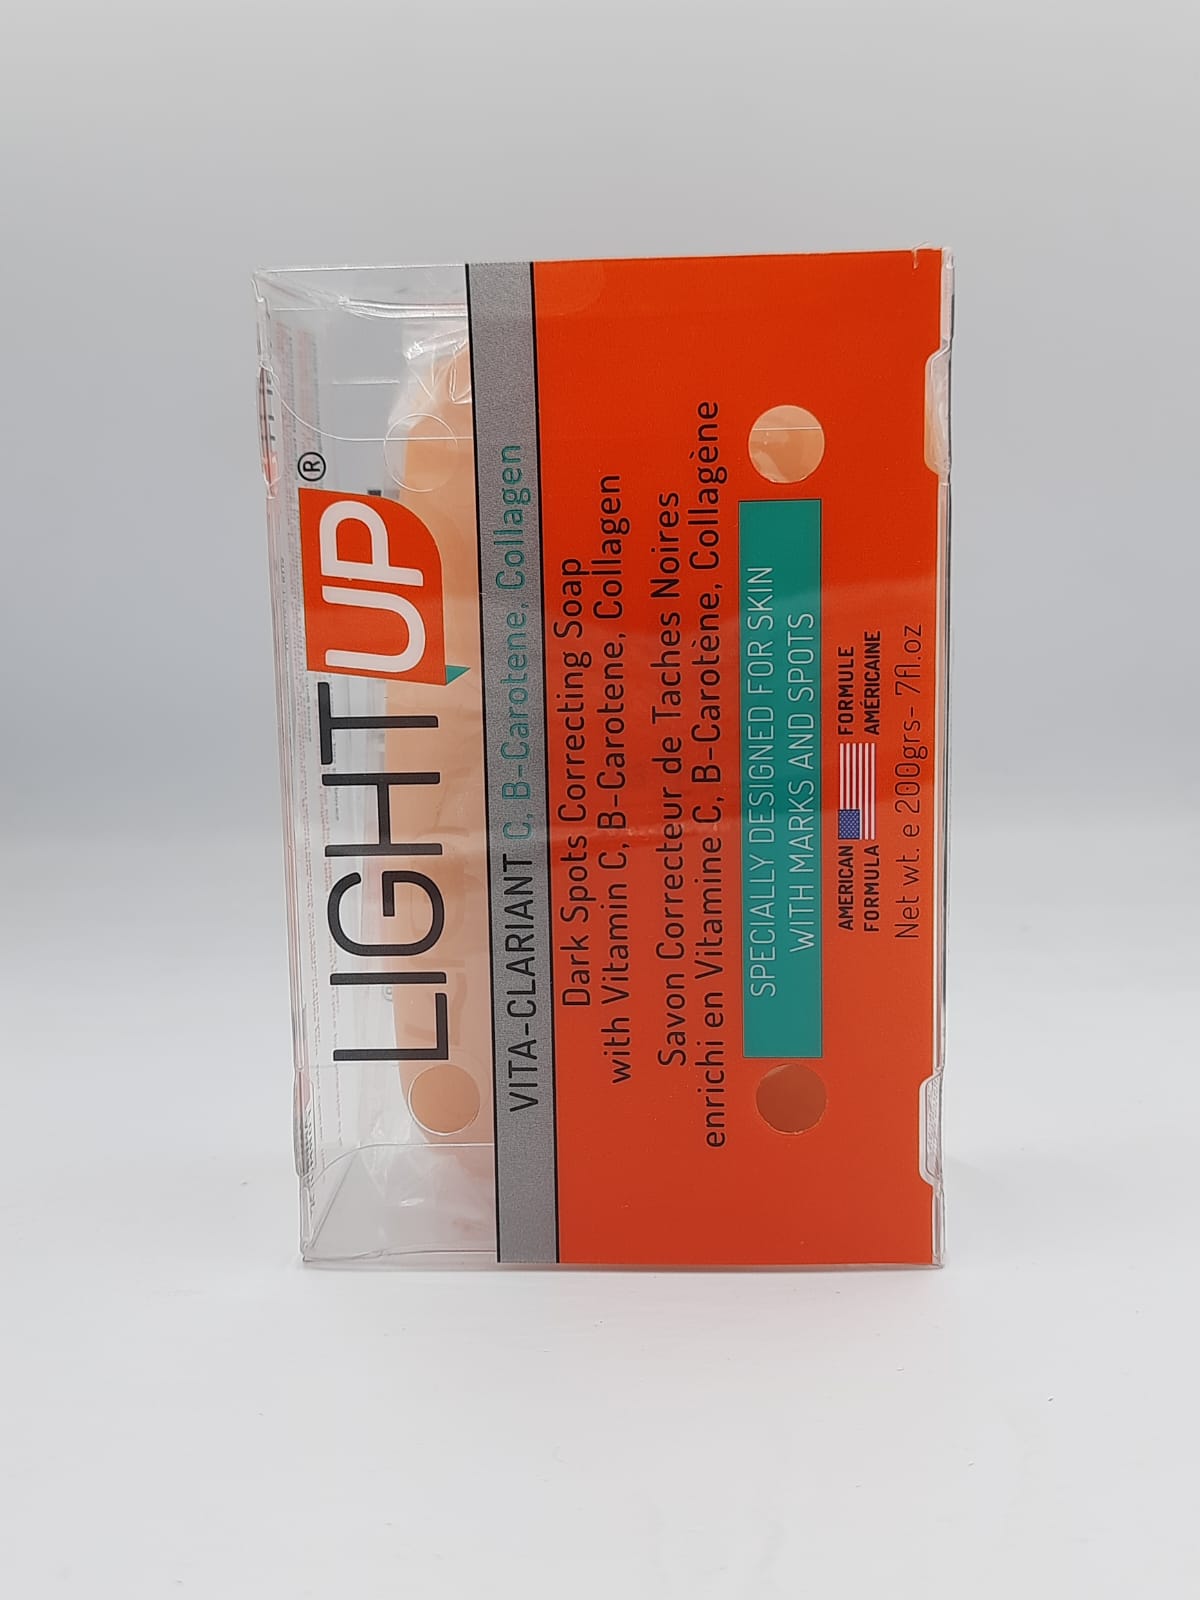 LIGHTUP®
VITA-CLARIANT C, B-Carotene, Collagen
Dark Spots Correcting Soap
with Vitamin C, B-Carotene, Collagen
Savon Correcteur de Taches Noires
enrichi en Vitamine C, B-Carotène, Collagène
SPECIALLY DESIGNED FOR SKIN
WITH MARKS AND SPOTS
AMERICAN FORMULE
FORMULA AMÉRICAINE
Net wt. e 200grs- 7fl.oz